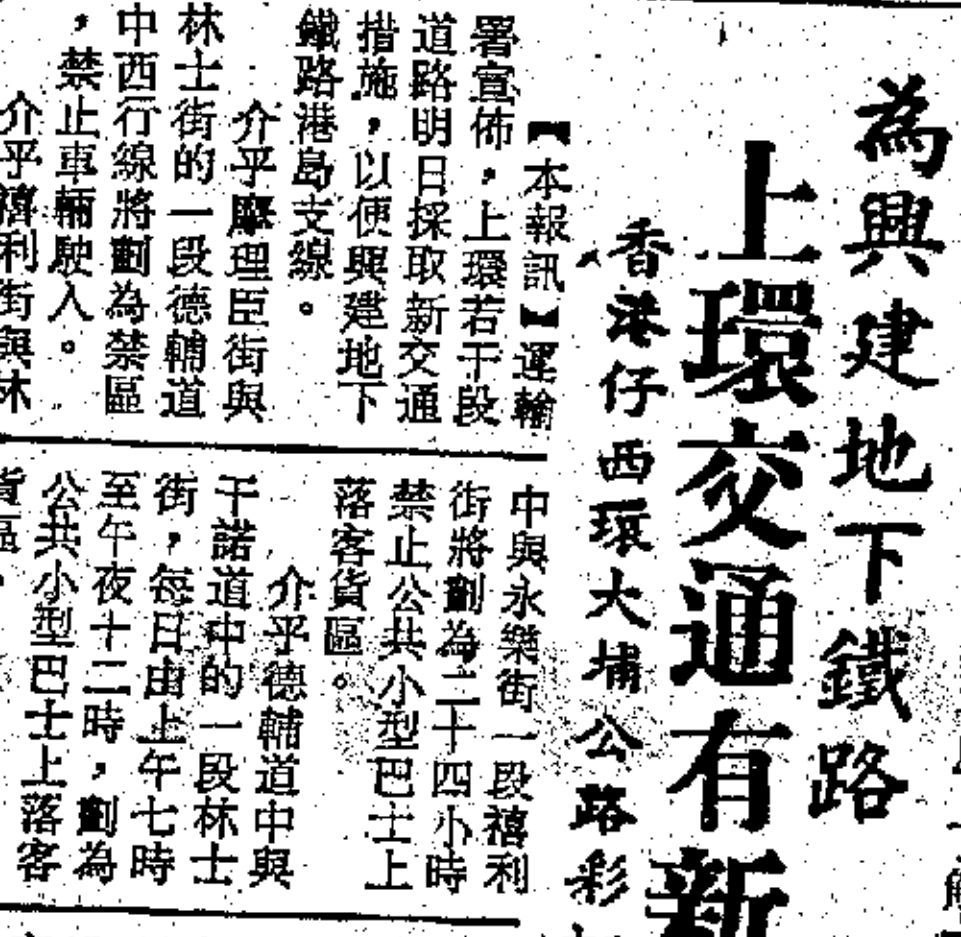 為興建地下鐵路
上環交通有新
香港仔西環大埔公路彩
【本報訊】運輸
署宣佈，上環若干段
道路明日採取新交通
措施，以便興建地下
鐵路港島支線。
介乎摩理臣街與
林士街的一段德輔道
中西行線將劃為禁區
，禁止車輛駛入。
介乎禧利街與林
中與永樂街一段禧利
街將劃為二十四小時
禁止公共小型巴士上
落客貨區。
介乎德輔道中與
干諾道中的一段林士
街，每日由上午七時
至午夜十二時，劃為
公共小型巴士上落客
貨區